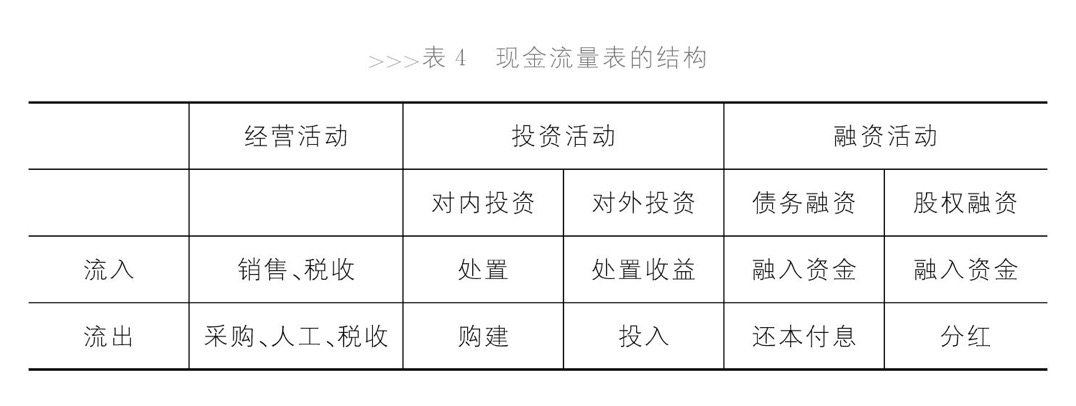 >>>表4 现金流量表的结构
经营活动 投资活动 融资活动
对内投资 对外投资 债务融资 股权融资
流入 销售、税收 处置 处置收益 融入资金 融入资金
流出 采购、人工、税收 购建 投入 还本付息 分红